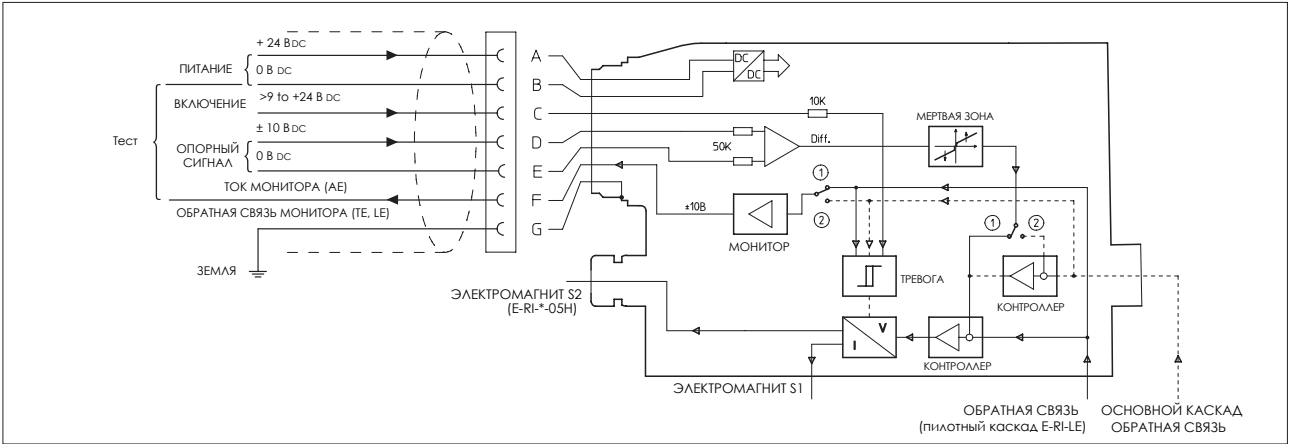 + 24 В DC
ПИТАНИЕ
0 В DC
ВКЛЮЧЕНИЕ
>9 to +24 В DC
± 10 В DC
Тест
ОПОРНЫЙ
СИГНАЛ
0 В DC
ТОК МОНИТОРА (AE)
ОБРАТНАЯ СВЯЗЬ МОНИТОРА (TE, LE)
ЗЕМЛЯ
A
B
C
D
E
F
G
DC
DC
10K
50K
Diff.
МЕРТВАЯ ЗОНА
1
2
±10В
МОНИТОР
1
2
ТРЕВОГА
КОНТРОЛЛЕР
ЭЛЕКТРОМАГНИТ S2
(E-RI-*-05H)
V
I
КОНТРОЛЛЕР
ЭЛЕКТРОМАГНИТ S1
ОБРАТНАЯ СВЯЗЬ
(пилотный каскад E-RI-LE)
ОСНОВНОЙ КАСКАД
ОБРАТНАЯ СВЯЗЬ